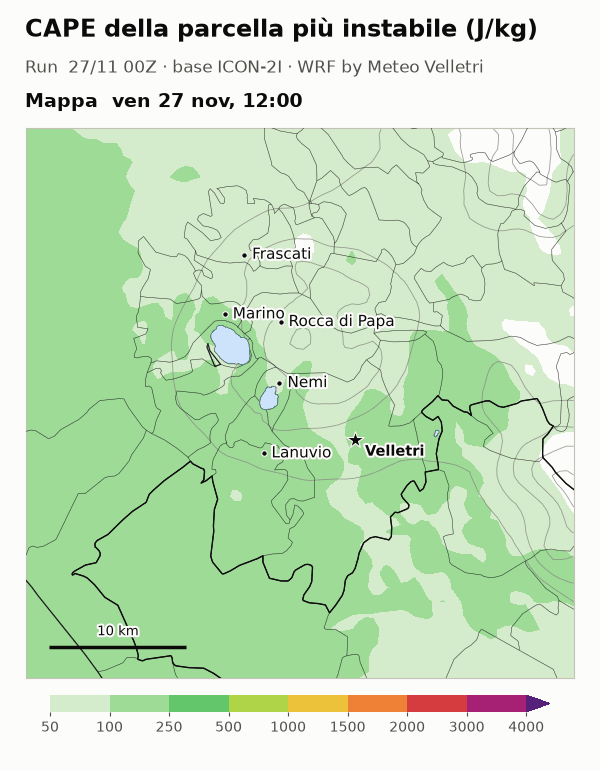 CAPE della parcella più instabile (J/kg)
Run  27/11 00Z · base ICON-2I · WRF by Meteo Velletri
Mappa  ven 27 nov, 12:00
Frascati
Marino
Rocca di Papa
Nemi
Velletri
Lanuvio
10 km
50 100 250 500 1000 1500 2000 3000 4000